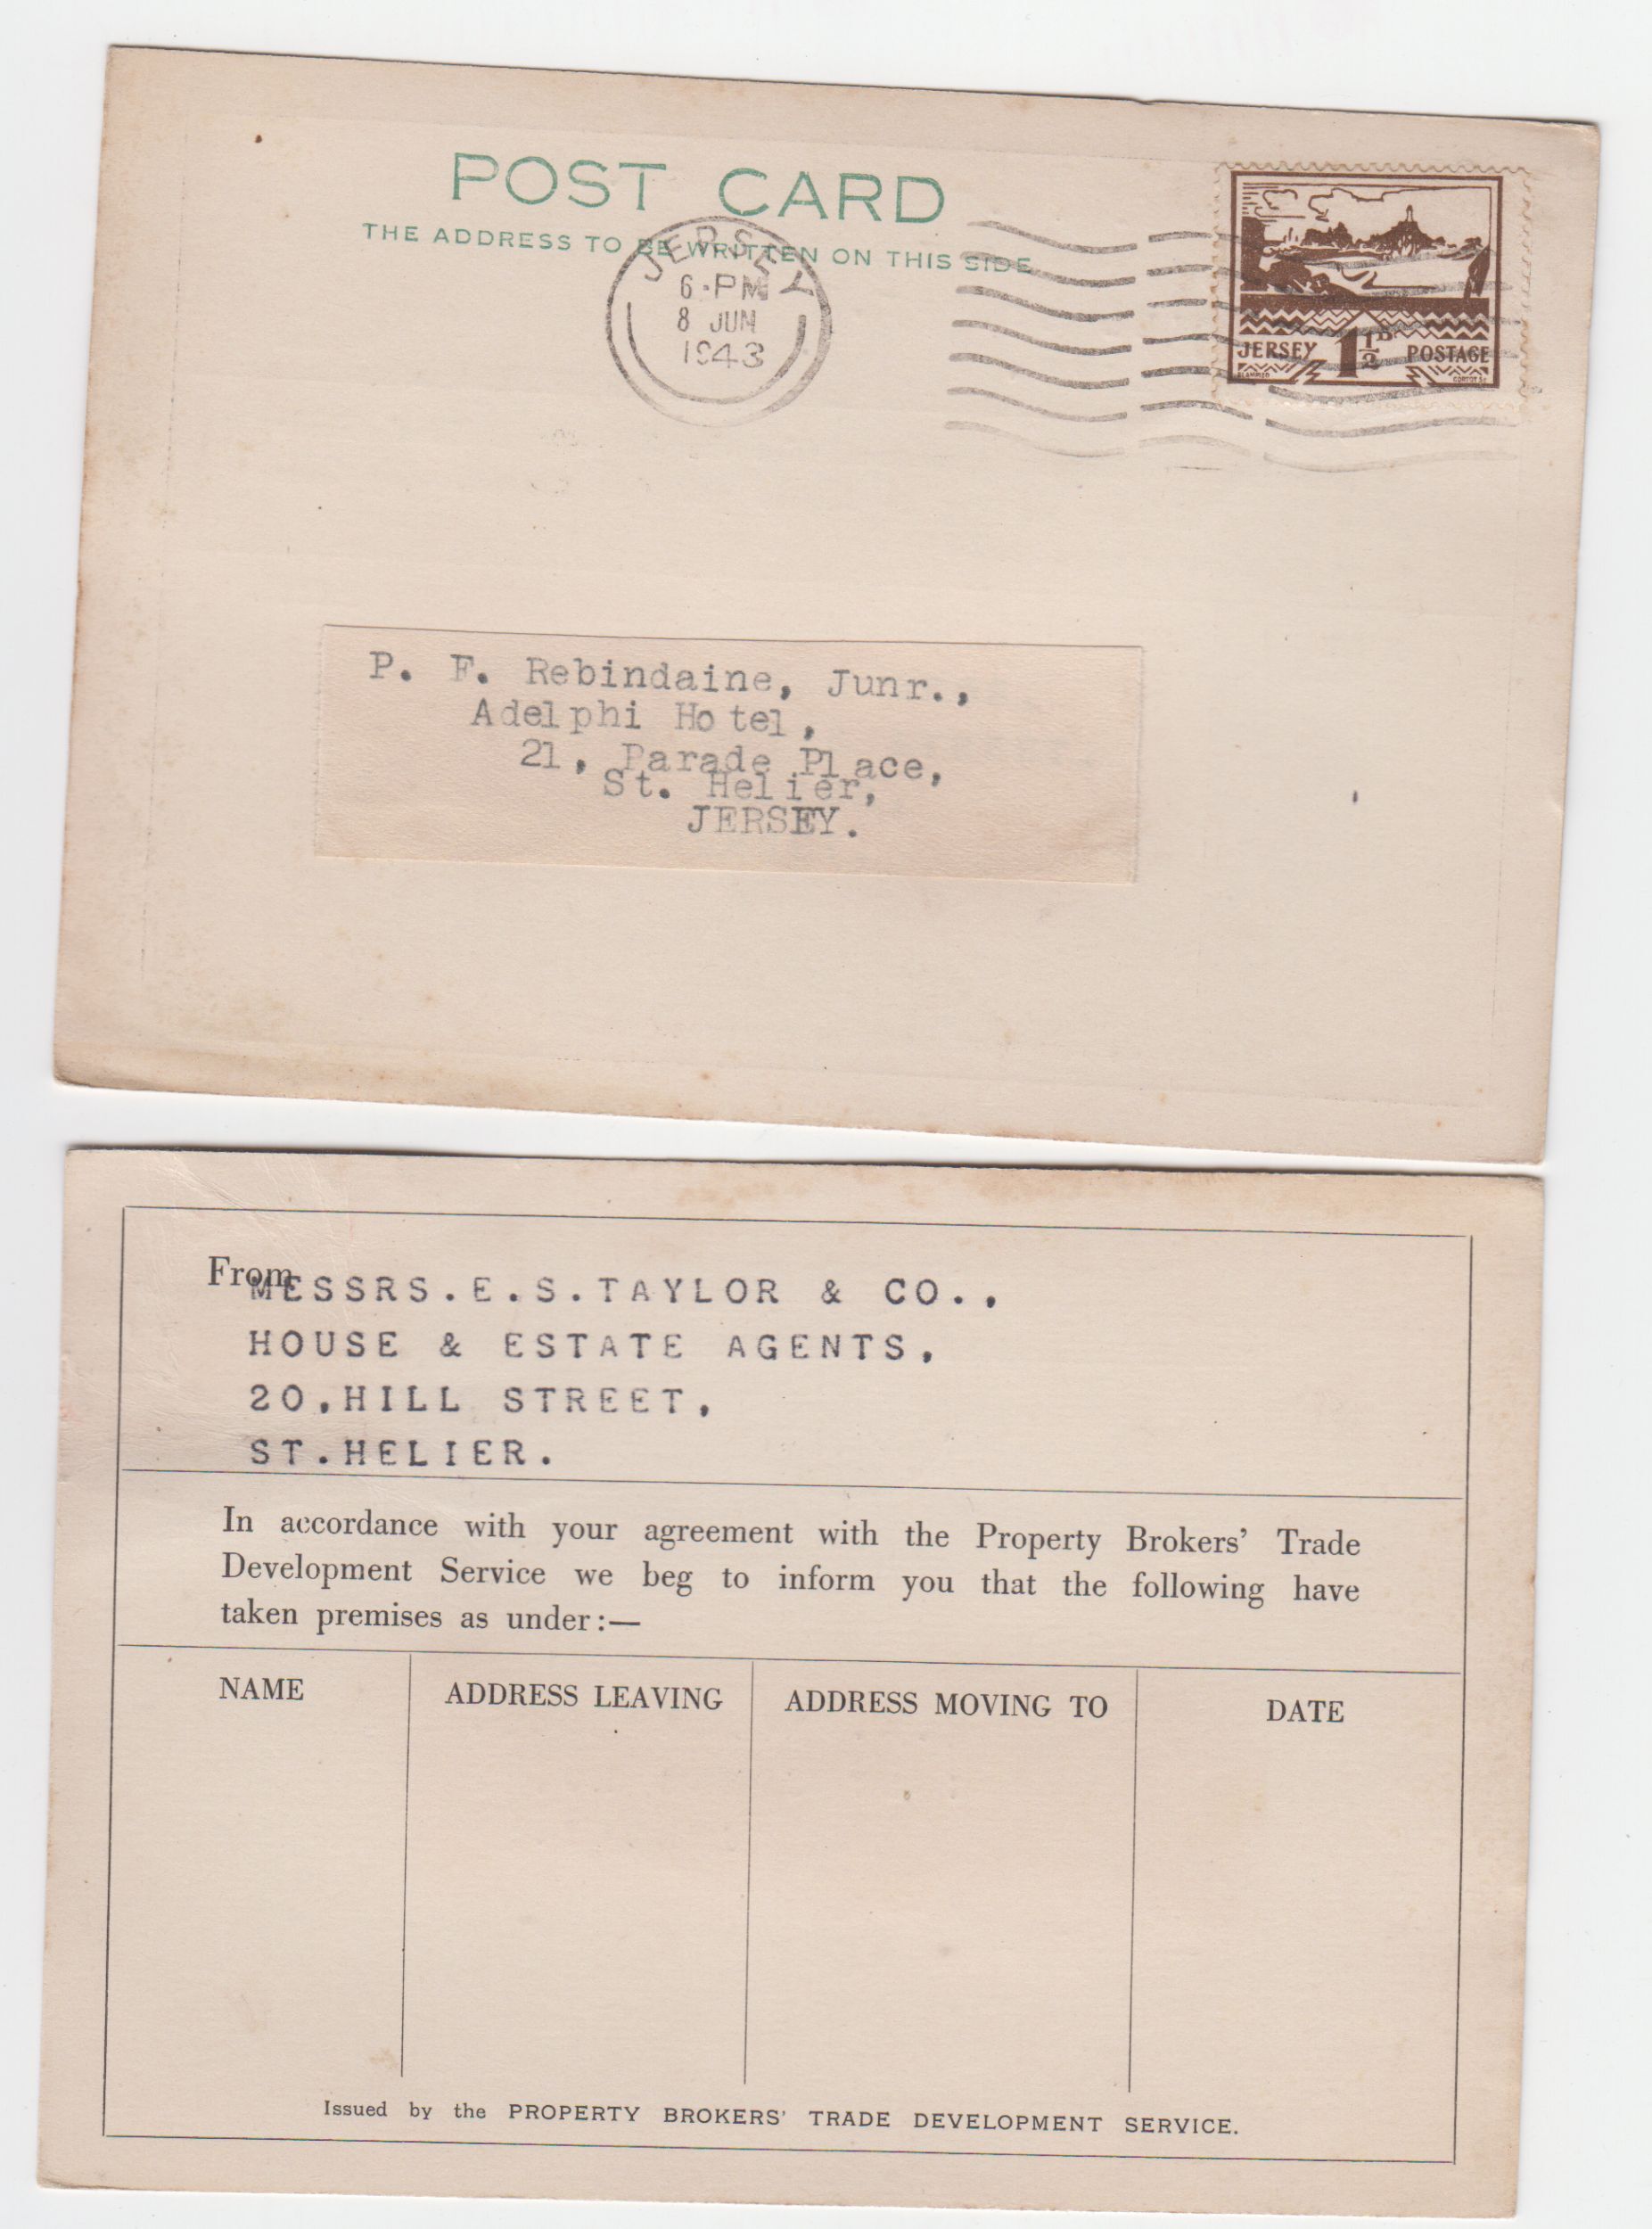 POST CARD
THE ADDRESS TO BE WRITTEN ON THIS SIDE
JERSEY
6·PM
8 JUN
1943
JERSEY 1½D POSTAGE
P. F. Rebindaine, Junr.,
Adelphi Hotel,
21, Parade Place,
St. Helier,
JERSEY.
From
MESSRS.E.S.TAYLOR & CO.,
HOUSE & ESTATE AGENTS,
20,HILL STREET,
ST.HELIER.
In accordance with your agreement with the Property Brokers' Trade
Development Service we beg to inform you that the following have
taken premises as under:—
NAME ADDRESS LEAVING ADDRESS MOVING TO DATE
Issued by the PROPERTY BROKERS' TRADE DEVELOPMENT SERVICE.